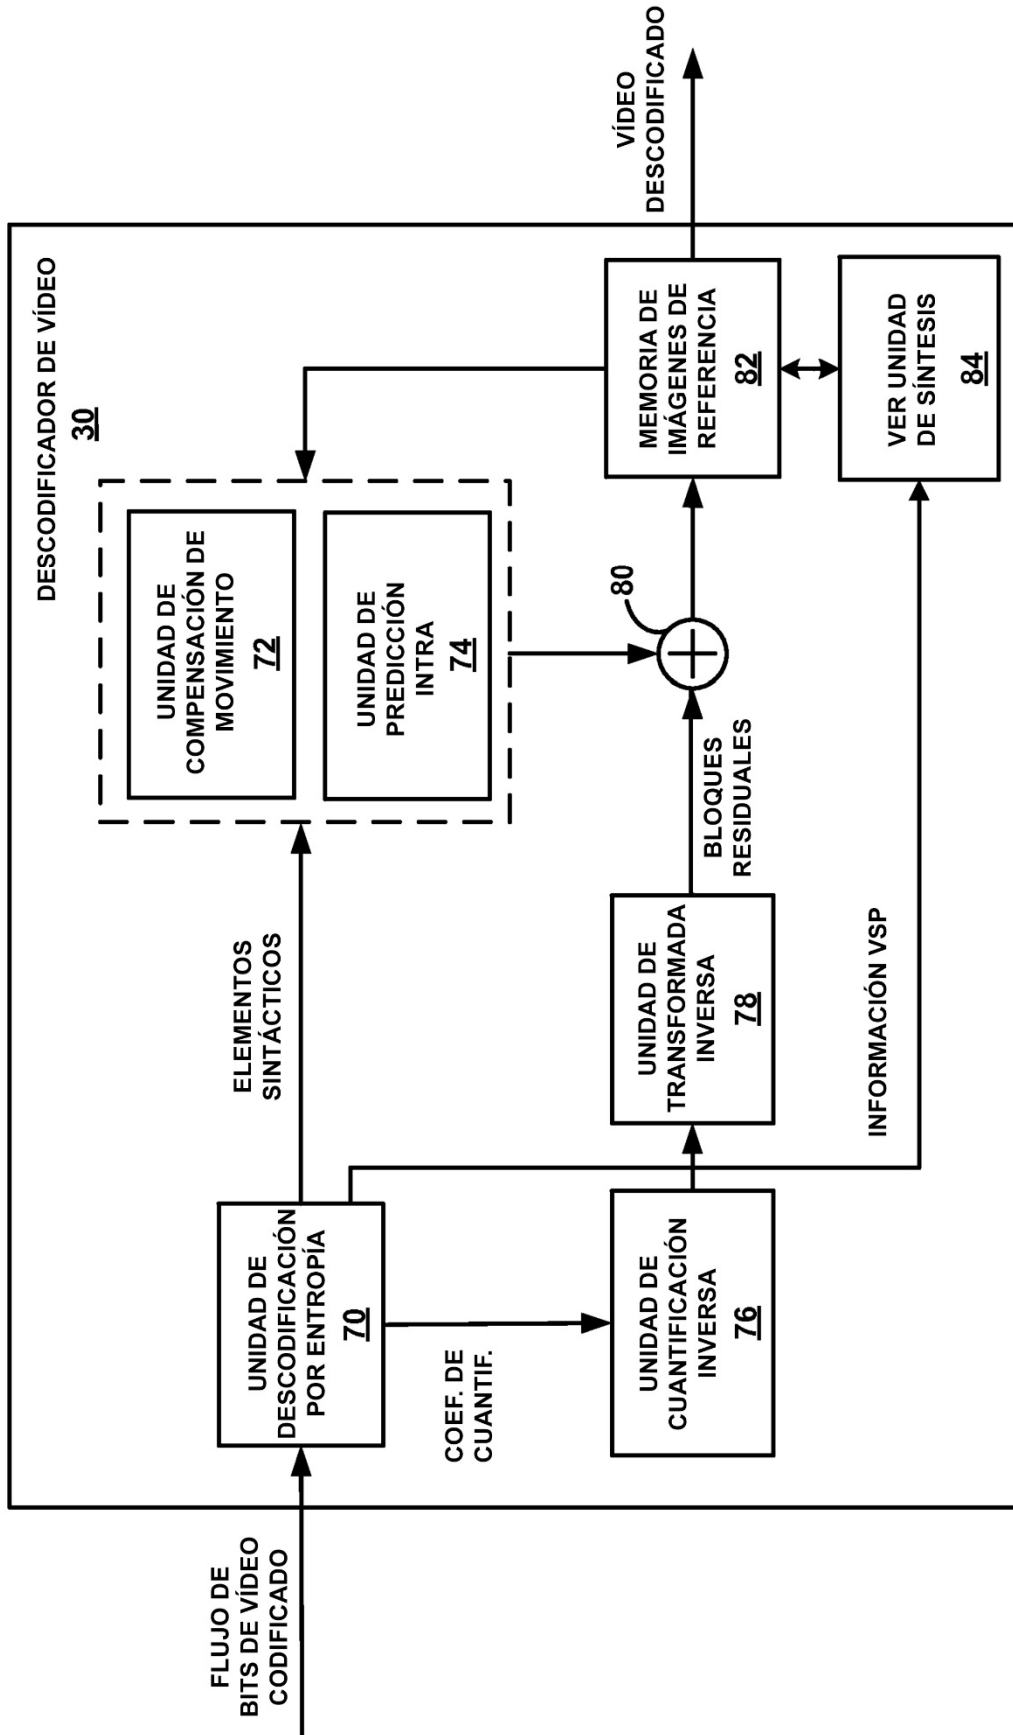 DESCODIFICADOR DE VÍDEO
30
FLUJO DE
BITS DE VÍDEO
CODIFICADO
UNIDAD DE
DESCODIFICACIÓN
POR ENTROPÍA
70
ELEMENTOS
SINTÁCTICOS
UNIDAD DE
COMPENSACIÓN DE
MOVIMIENTO
72
UNIDAD DE
PREDICCIÓN
INTRA
74
COEF. DE
CUANTIF.
UNIDAD DE
CUANTIFICACIÓN
INVERSA
76
UNIDAD DE
TRANSFORMADA
INVERSA
78
BLOQUES
RESIDUALES
80
MEMORIA DE
IMÁGENES DE
REFERENCIA
82
VÍDEO
DESCODIFICADO
INFORMACIÓN VSP
VER UNIDAD
DE SÍNTESIS
84